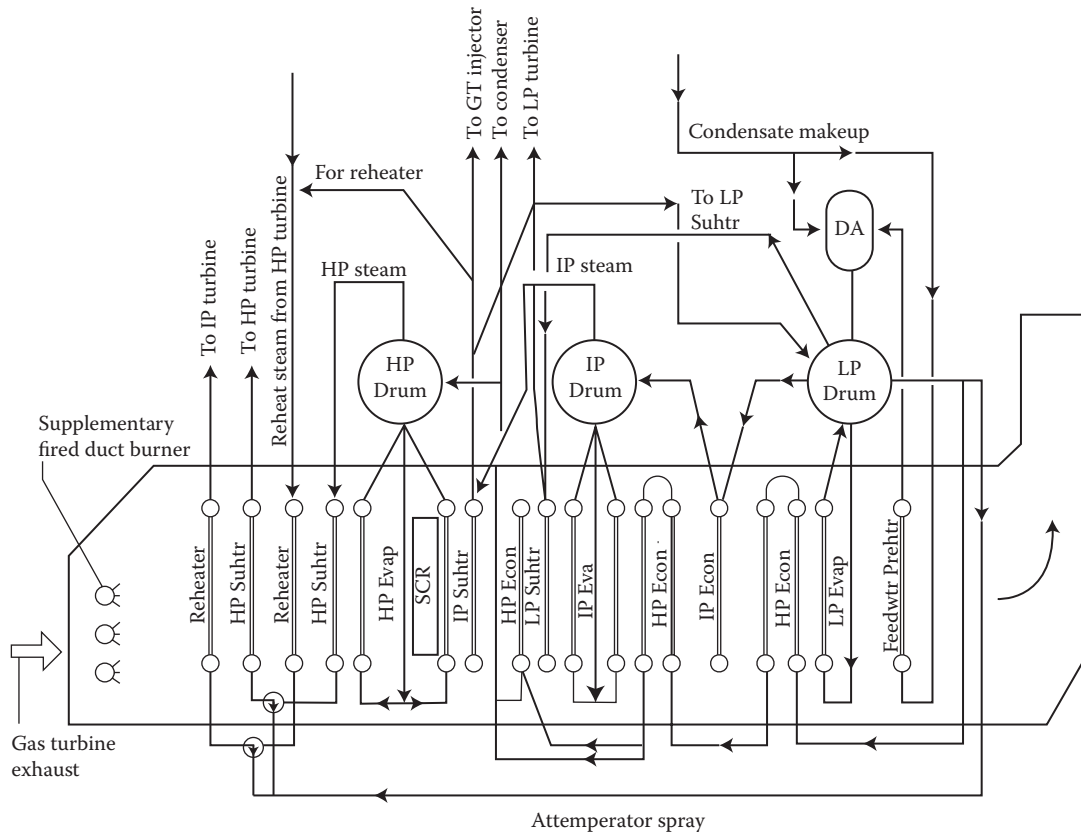 To GT injector
To condenser
To LP turbine
Condensate makeup
For reheater
To LP
Suhtr
DA
To IP turbine
To HP turbine
Reheat steam from HP turbine
HP steam
IP steam
HP
Drum
IP
Drum
LP
Drum
Supplementary
fired duct burner
Reheater
HP Suhtr
Reheater
HP Suhtr
HP Evap
SCR
IP Suhtr
HP Econ
LP Suhtr
IP Eva
HP Econ
IP Econ
HP Econ
LP Evap
Feedwtr Prehtr
Gas turbine
exhaust
Attemperator spray